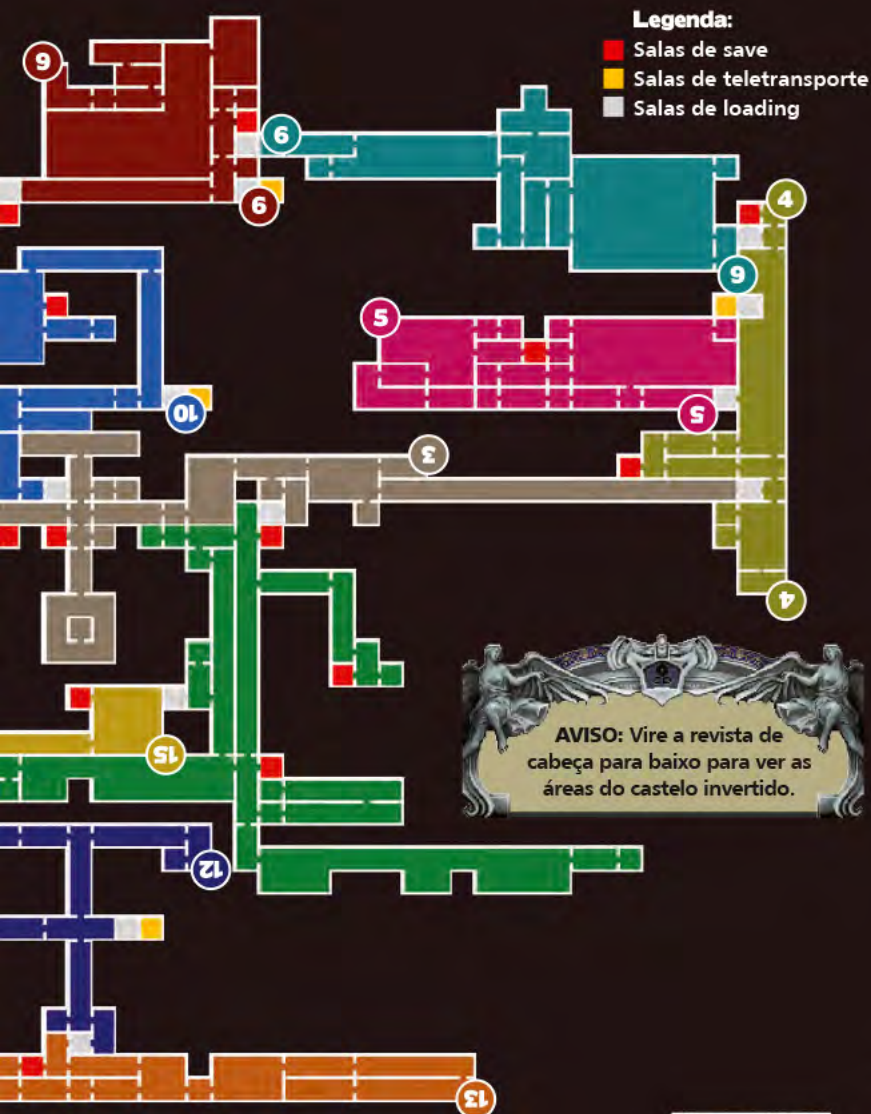 Legenda:
Salas de save
Salas de teletransporte
Salas de loading
9
6
9
4
6
5
5
10
3
4
AVISO: Vire a revista de
cabeça para baixo para ver as
áreas do castelo invertido.
15
12
13